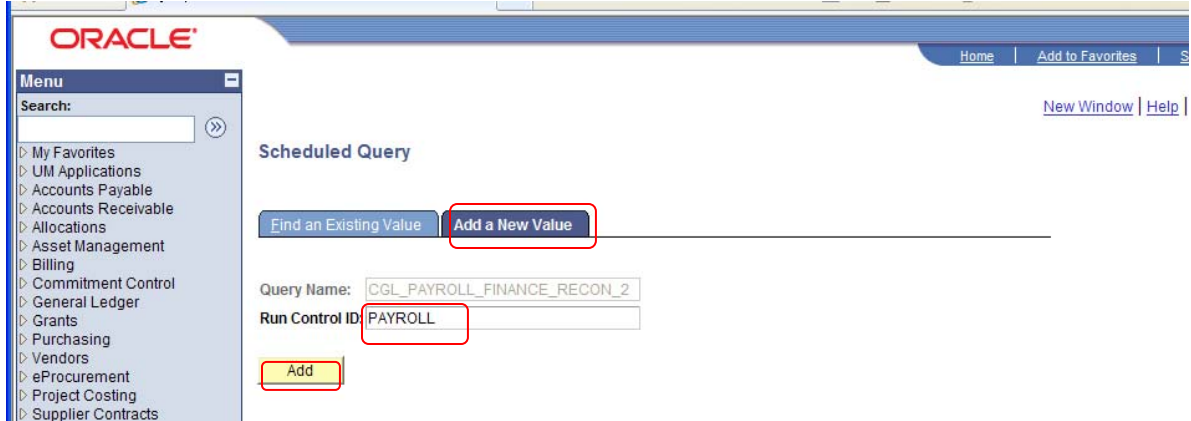 ORACLE
Home | Add to Favorites | S
Menu
Search:
New Window | Help |
My Favorites
UM Applications
Accounts Payable
Accounts Receivable
Allocations
Asset Management
Billing
Commitment Control
General Ledger
Grants
Purchasing
Vendors
eProcurement
Project Costing
Supplier Contracts
Scheduled Query
Find an Existing Value
Add a New Value
Query Name: CGL_PAYROLL_FINANCE_RECON_2
Run Control ID: PAYROLL
Add